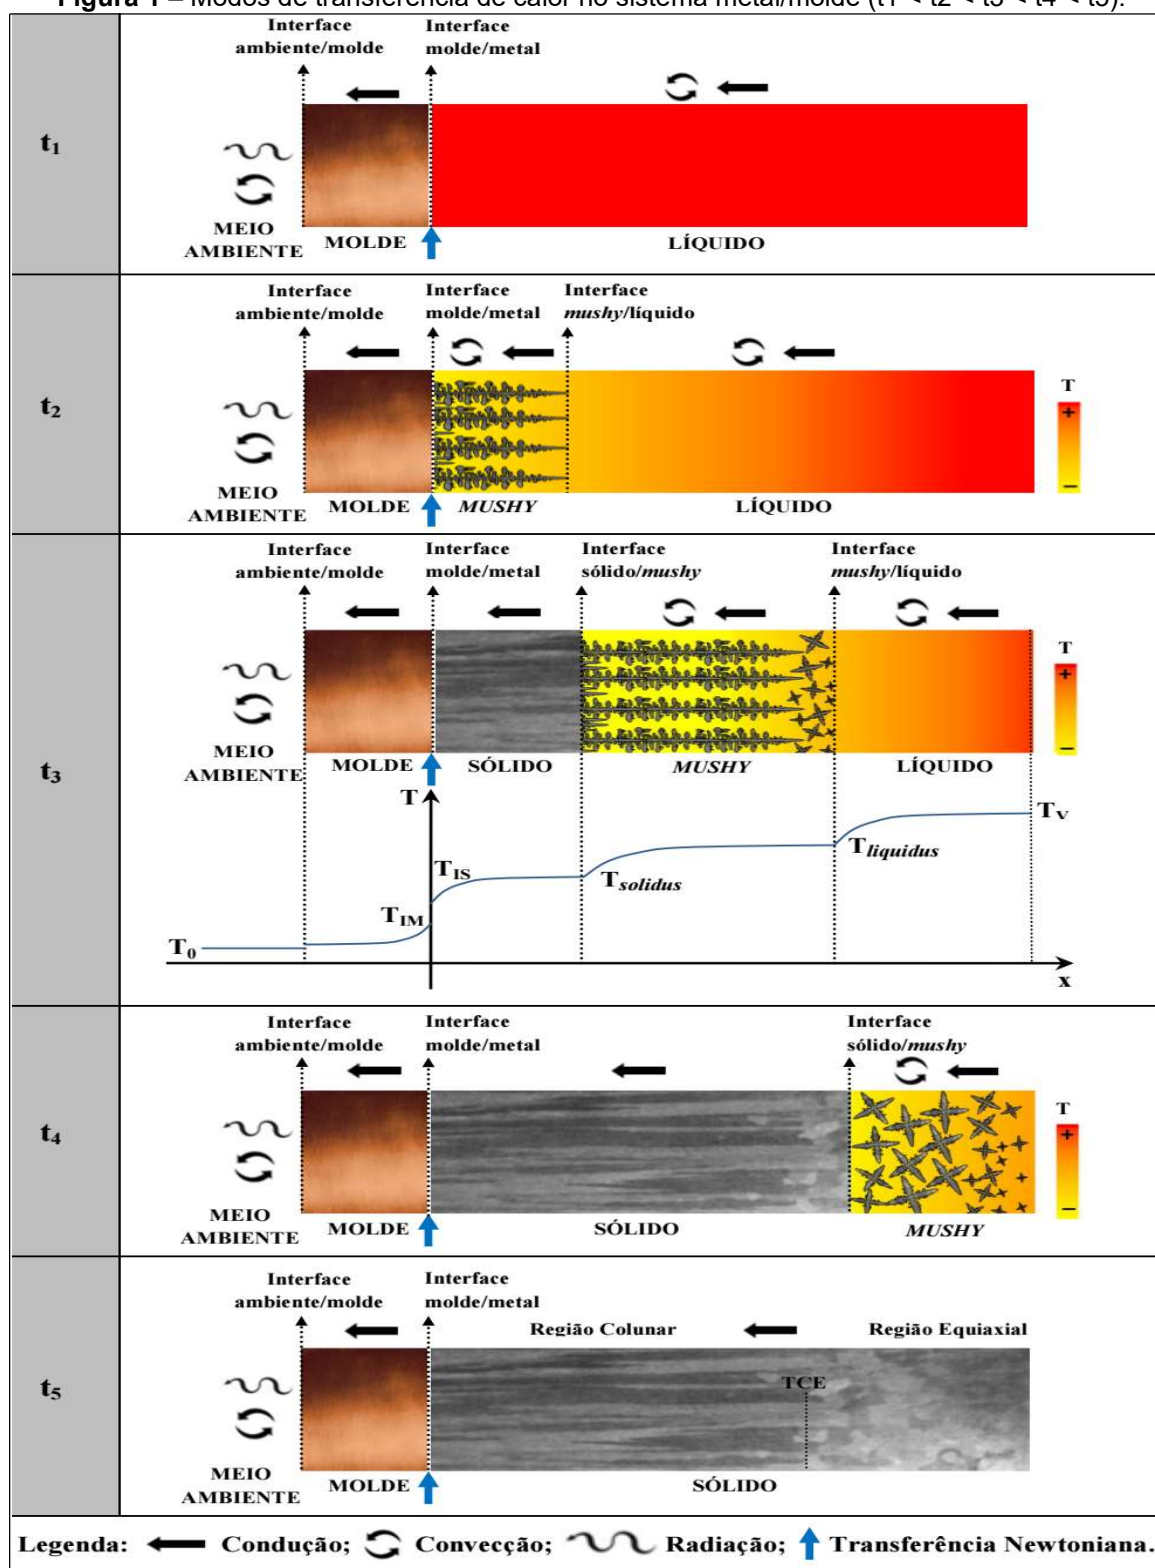 Figura 1 – Modos de transferência de calor no sistema metal/molde (t1 < t2 < t3 < t4 < t5).
Interface ambiente/molde
Interface molde/metal
t₁
MEIO AMBIENTE
MOLDE
LÍQUIDO
Interface ambiente/molde
Interface molde/metal
Interface mushy/líquido
t₂
T
+
−
MEIO AMBIENTE
MOLDE
MUSHY
LÍQUIDO
Interface ambiente/molde
Interface molde/metal
Interface sólido/mushy
Interface mushy/líquido
t₃
T
+
−
MEIO AMBIENTE
MOLDE
SÓLIDO
MUSHY
LÍQUIDO
T
T_V
T_liquidus
T_IS
T_solidus
T_IM
T₀
x
Interface ambiente/molde
Interface molde/metal
Interface sólido/mushy
t₄
T
+
−
MEIO AMBIENTE
MOLDE
SÓLIDO
MUSHY
Interface ambiente/molde
Interface molde/metal
Região Colunar
Região Equiaxial
t₅
TCE
MEIO AMBIENTE
MOLDE
SÓLIDO
Legenda: Condução; Convecção; Radiação; Transferência Newtoniana.